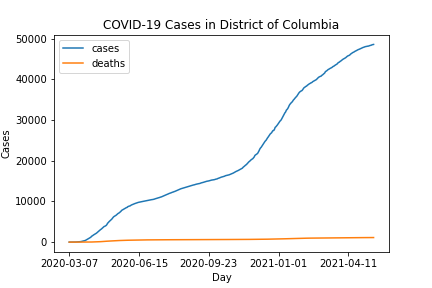 COVID-19 Cases in District of Columbia
cases
deaths
50000
40000
30000
20000
10000
0
Cases
2020-03-07 2020-06-15 2020-09-23 2021-01-01 2021-04-11
Day